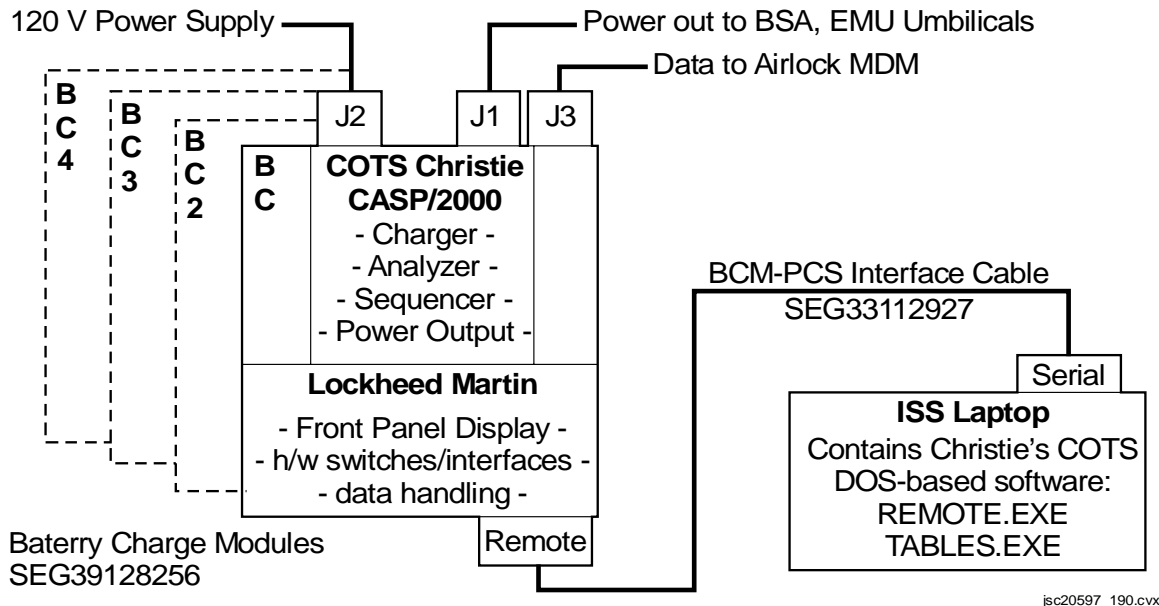 120 V Power Supply
Power out to BSA, EMU Umbilicals
Data to Airlock MDM
B
C
4
B
C
3
B
C
2
J2
J1
J3
B
C
COTS Christie
CASP/2000
- Charger -
- Analyzer -
- Sequencer -
- Power Output -
Lockheed Martin
- Front Panel Display -
- h/w switches/interfaces -
- data handling -
Remote
Baterry Charge Modules
SEG39128256
BCM-PCS Interface Cable
SEG33112927
Serial
ISS Laptop
Contains Christie's COTS
DOS-based software:
REMOTE.EXE
TABLES.EXE
jsc20597_190.cvx